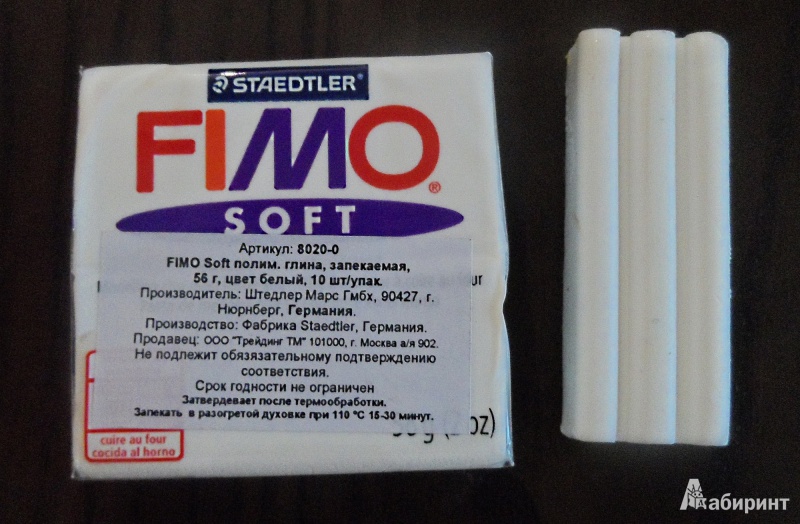 STAEDTLER
FIMO®
SOFT
Артикул: 8020-0
FIMO Soft полим. глина, запекаемая,
56 г, цвет белый, 10 шт/упак.
Производитель: Штедлер Марс Гмбх, 90427, г.
Нюрнберг, Германия.
Производство: Фабрика Staedtler, Германия.
Продавец: ООО "Трейдинг ТМ" 101000, г. Москва а/я 902.
Не подлежит обязязательному подтверждению
соответствия.
Срок годности не ограничен
Затвердевает после термообработки.
Запекать в разогретой духовке при 110 °С 15-30 минут.
cuire au four
cocida al horno
Лабиринт